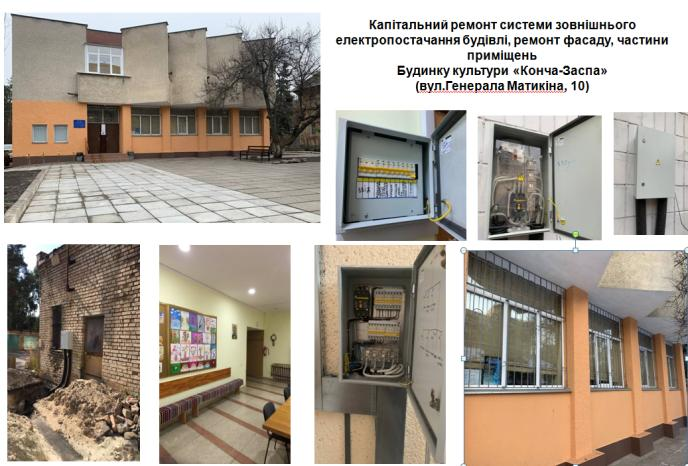 Капітальний ремонт системи зовнішнього
електропостачання будівлі, ремонт фасаду, частини
приміщень
Будинку культури «Конча-Заспа»
(вул.Генерала Матикіна, 10)